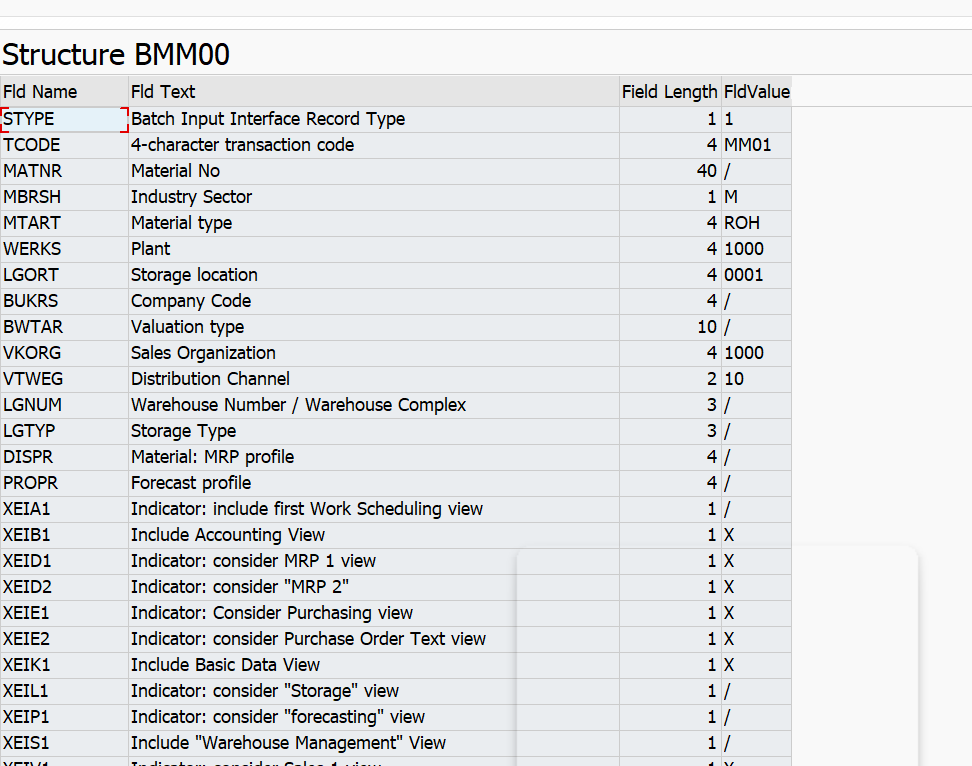 Structure BMM00
Fld Name Fld Text Field Length FldValue
STYPE Batch Input Interface Record Type 1 1
TCODE 4-character transaction code 4 MM01
MATNR Material No 40 /
MBRSH Industry Sector 1 M
MTART Material type 4 ROH
WERKS Plant 4 1000
LGORT Storage location 4 0001
BUKRS Company Code 4 /
BWTAR Valuation type 10 /
VKORG Sales Organization 4 1000
VTWEG Distribution Channel 2 10
LGNUM Warehouse Number / Warehouse Complex 3 /
LGTYP Storage Type 3 /
DISPR Material: MRP profile 4 /
PROPR Forecast profile 4 /
XEIA1 Indicator: include first Work Scheduling view 1 /
XEIB1 Include Accounting View 1 X
XEID1 Indicator: consider MRP 1 view 1 X
XEID2 Indicator: consider "MRP 2" 1 X
XEIE1 Indicator: Consider Purchasing view 1 X
XEIE2 Indicator: consider Purchase Order Text view 1 X
XEIK1 Include Basic Data View 1 X
XEIL1 Indicator: consider "Storage" view 1 /
XEIP1 Indicator: consider "forecasting" view 1 /
XEIS1 Include "Warehouse Management" View 1 /
XEIV1 Indicator: consider Sales 1 view 1 X